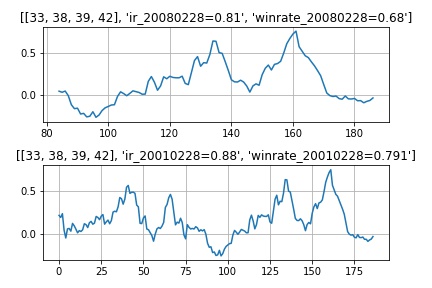 [[33, 38, 39, 42], 'ir_20080228=0.81', 'winrate_20080228=0.68']
0.5
0.0
80 100 120 140 160 180
[[33, 38, 39, 42], 'ir_20010228=0.88', 'winrate_20010228=0.791']
0.5
0.0
0 25 50 75 100 125 150 175